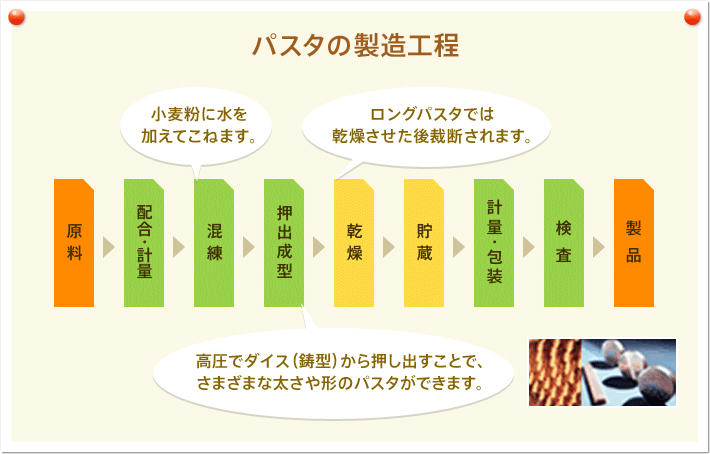 パスタの製造工程
小麦粉に水を
加えてこねます。
ロングパスタでは
乾燥させた後裁断されます。
原料
配合・計量
混練
押出成型
乾燥
貯蔵
計量・包装
検査
製品
高圧でダイス(鋳型)から押し出すことで、
さまざまな太さや形のパスタができます。